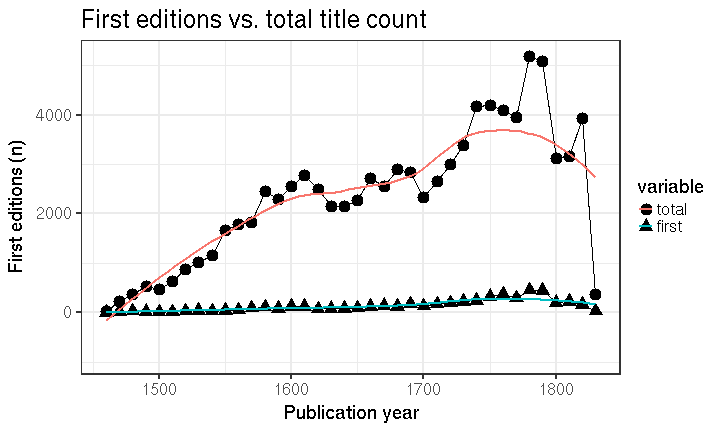 First editions vs. total title count
First editions (n)
4000
2000
0
1500
1600
1700
1800
Publication year
variable
total
first